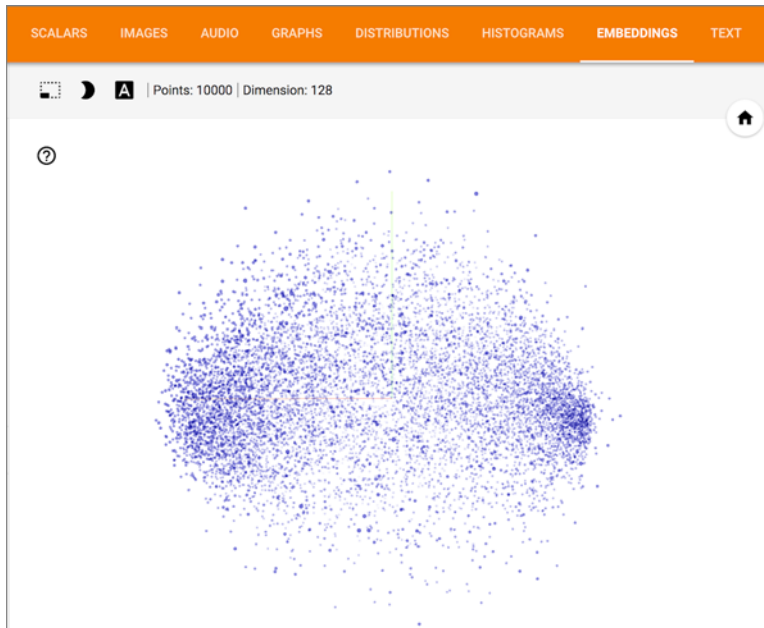 SCALARS IMAGES AUDIO GRAPHS DISTRIBUTIONS HISTOGRAMS EMBEDDINGS TEXT
A | Points: 10000 | Dimension: 128